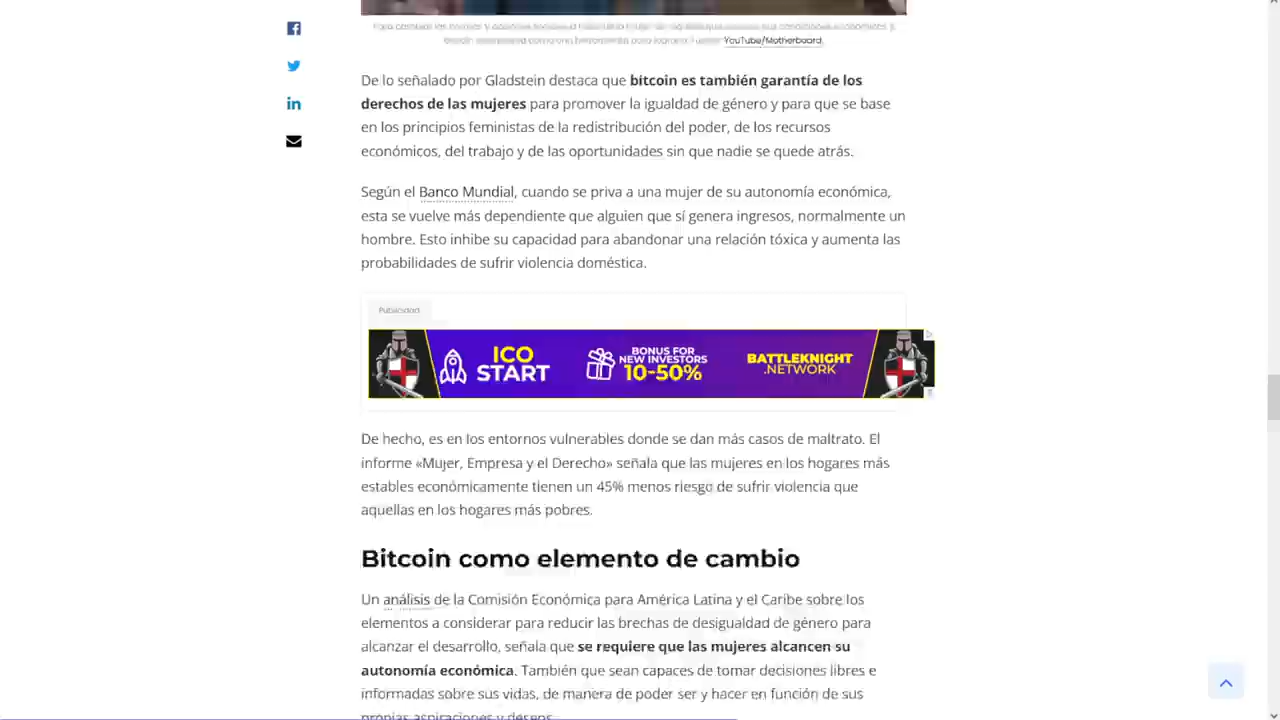 YouTube/Motherboard
De lo señalado por Gladstein destaca que bitcoin es también garantía de los
derechos de las mujeres para promover la igualdad de género y para que se base
en los principios feministas de la redistribución del poder, de los recursos
económicos, del trabajo y de las oportunidades sin que nadie se quede atrás.
Según el Banco Mundial, cuando se priva a una mujer de su autonomía económica,
esta se vuelve más dependiente que alguien que sí genera ingresos, normalmente un
hombre. Esto inhibe su capacidad para abandonar una relación tóxica y aumenta las
probabilidades de sufrir violencia doméstica.
Publicidad
ICO
START
BONUS FOR
NEW INVESTORS
10-50%
BATTLEKNIGHT
.NETWORK
De hecho, es en los entornos vulnerables donde se dan más casos de maltrato. El
informe «Mujer, Empresa y el Derecho» señala que las mujeres en los hogares más
estables económicamente tienen un 45% menos riesgo de sufrir violencia que
aquellas en los hogares más pobres.
Bitcoin como elemento de cambio
Un análisis de la Comisión Económica para América Latina y el Caribe sobre los
elementos a considerar para reducir las brechas de desigualdad de género para
alcanzar el desarrollo, señala que se requiere que las mujeres alcancen su
autonomía económica. También que sean capaces de tomar decisiones libres e
informadas sobre sus vidas, de manera de poder ser y hacer en función de sus
propias aspiraciones y deseos.